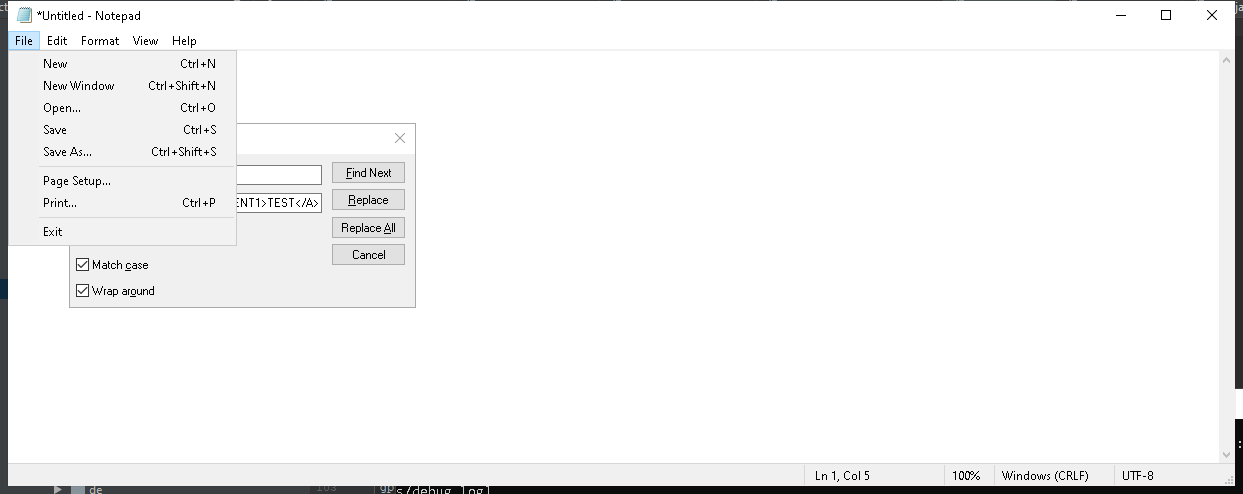 *Untitled - Notepad
File Edit Format View Help
New Ctrl+N
New Window Ctrl+Shift+N
Open... Ctrl+O
Save Ctrl+S
Save As... Ctrl+Shift+S
Page Setup...
Print... Ctrl+P
Exit
Find Next
ENT1>TEST</A> Replace
Replace All
Cancel
Match case
Wrap around
Ln 1, Col 5 100% Windows (CRLF) UTF-8
de